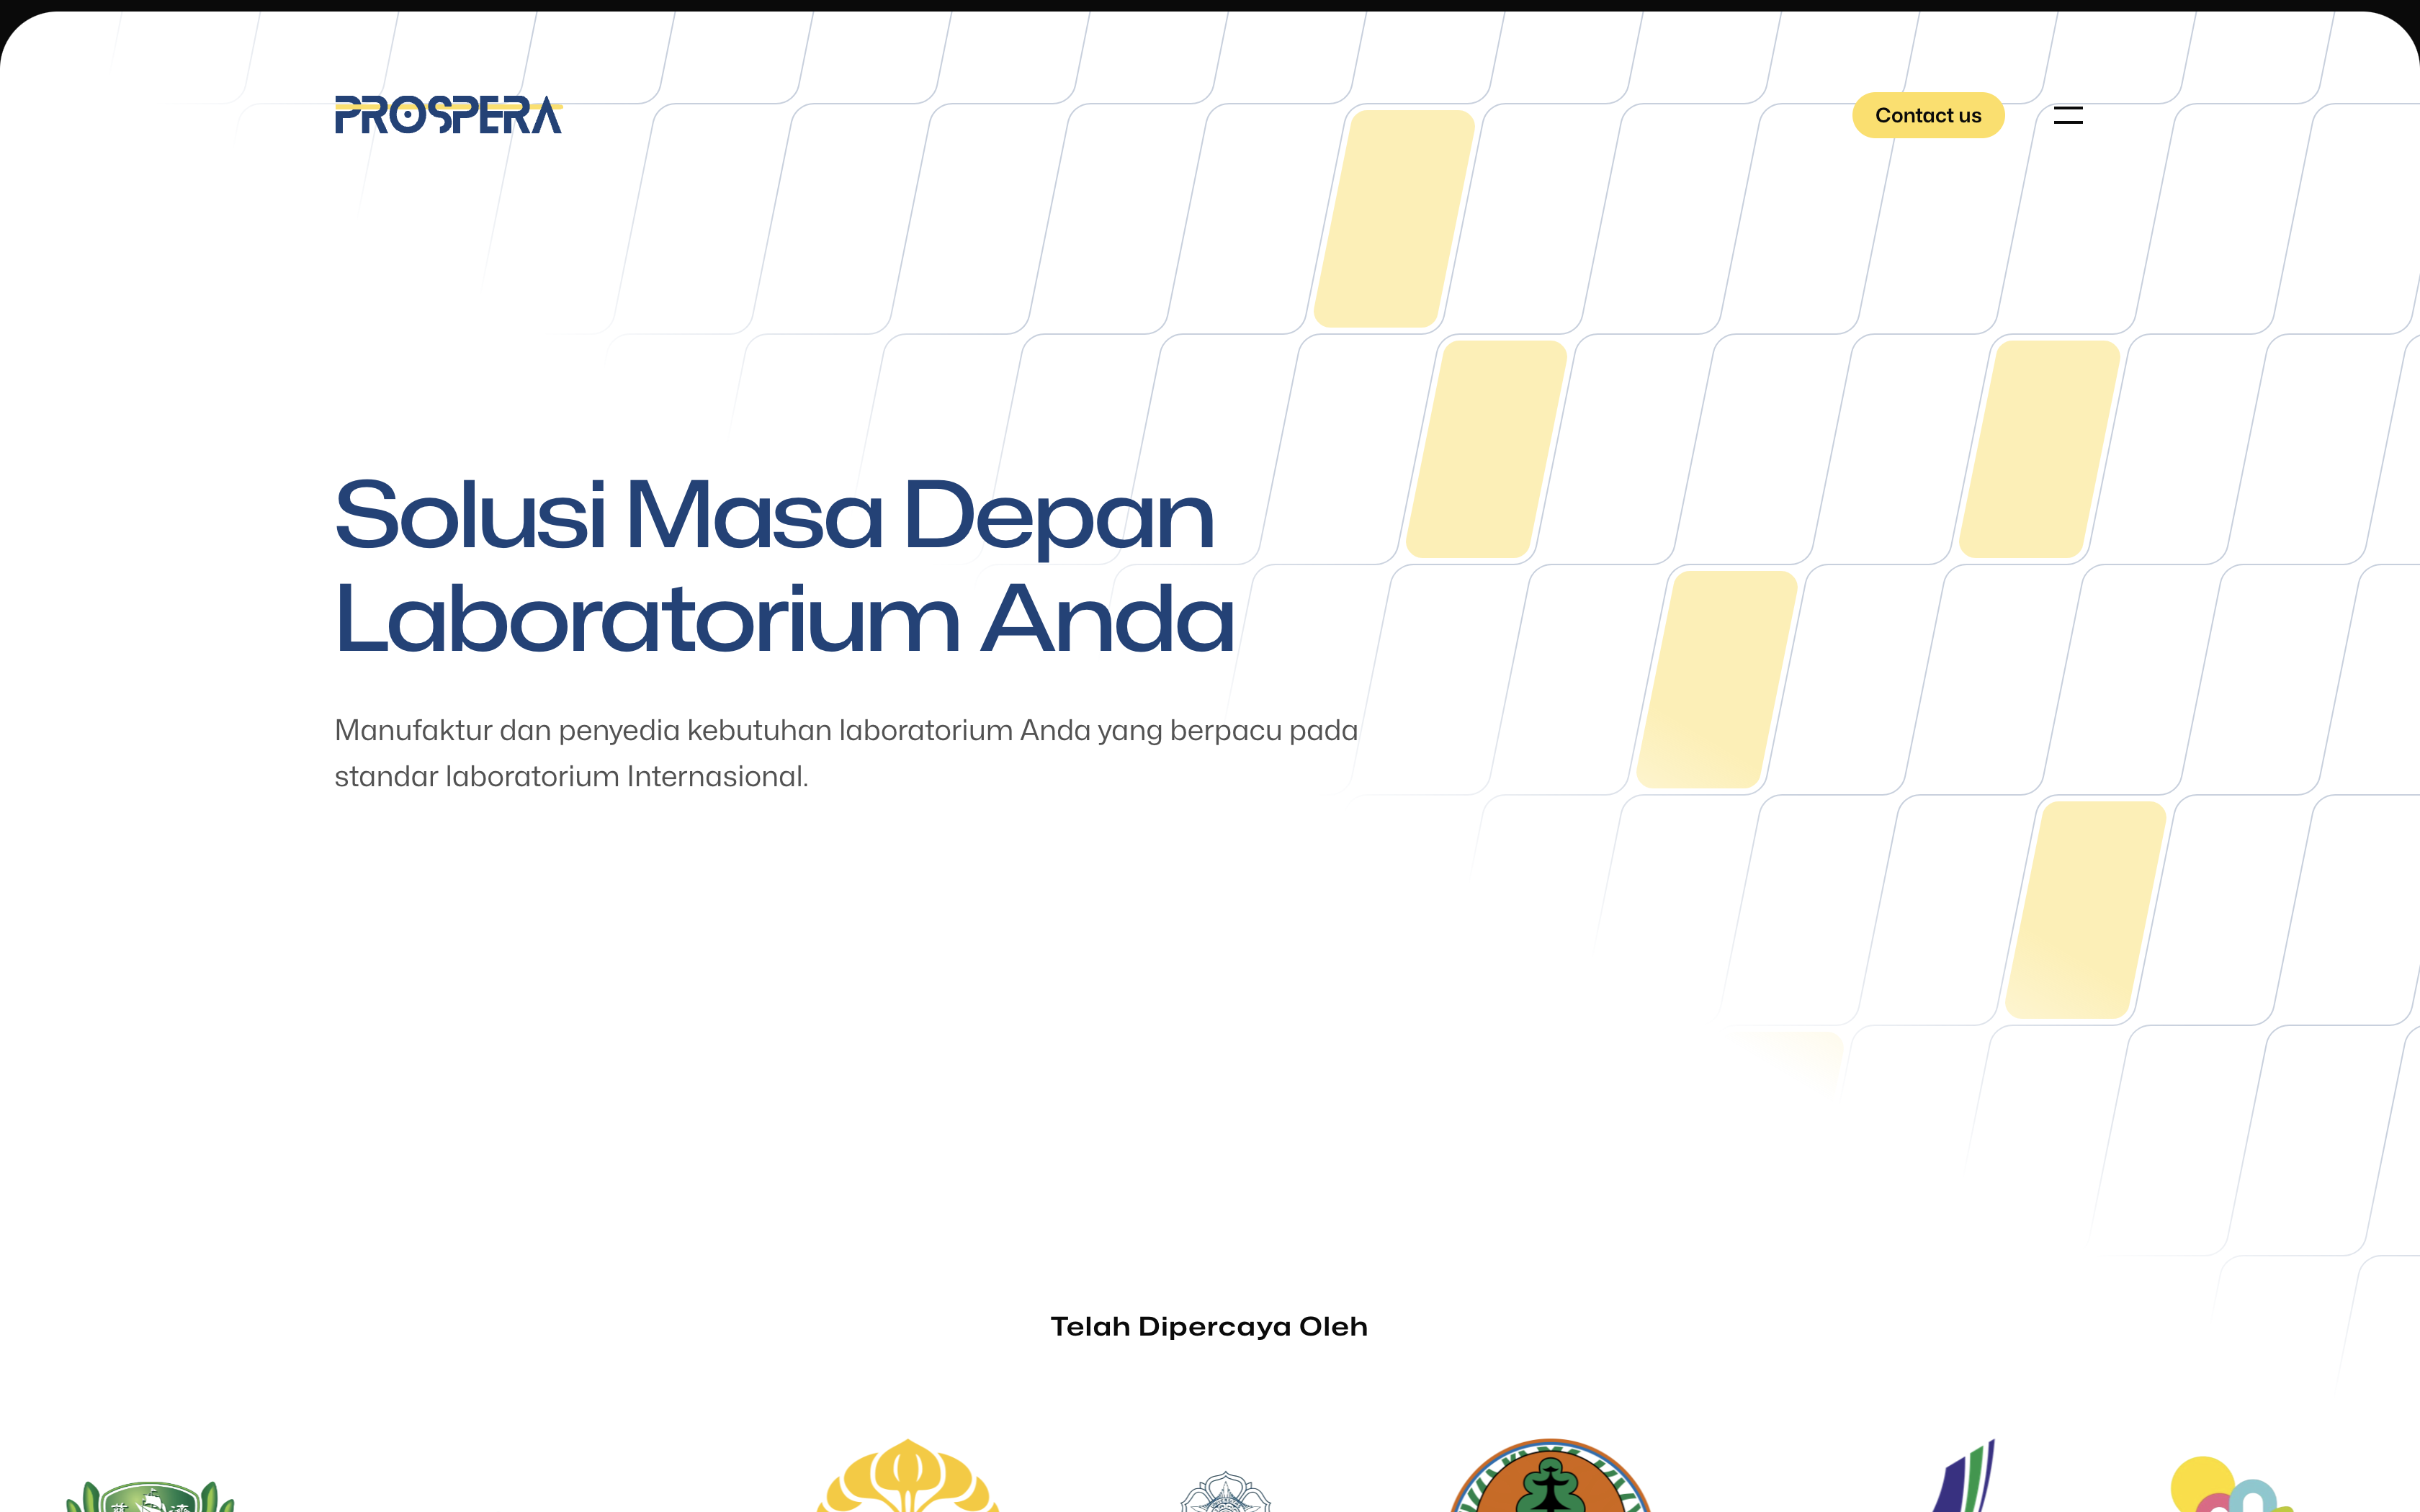 PROSPERA
Contact us
Solusi Masa Depan
Laboratorium Anda
Manufaktur dan penyedia kebutuhan laboratorium Anda yang berpacu pada
standar laboratorium Internasional.
Telah Dipercaya Oleh